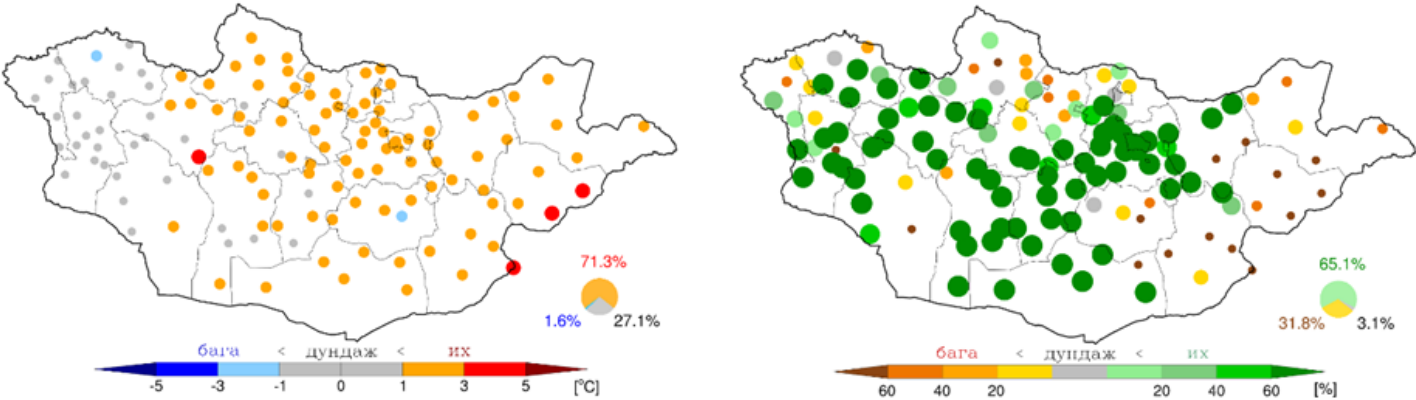 71.3%
1.6% 27.1%
бага < дундаж < их
-5 -3 -1 0 1 3 5 [°C]
65.1%
31.8% 3.1%
бага < дундаж < их
60 40 20 20 40 60 [%]